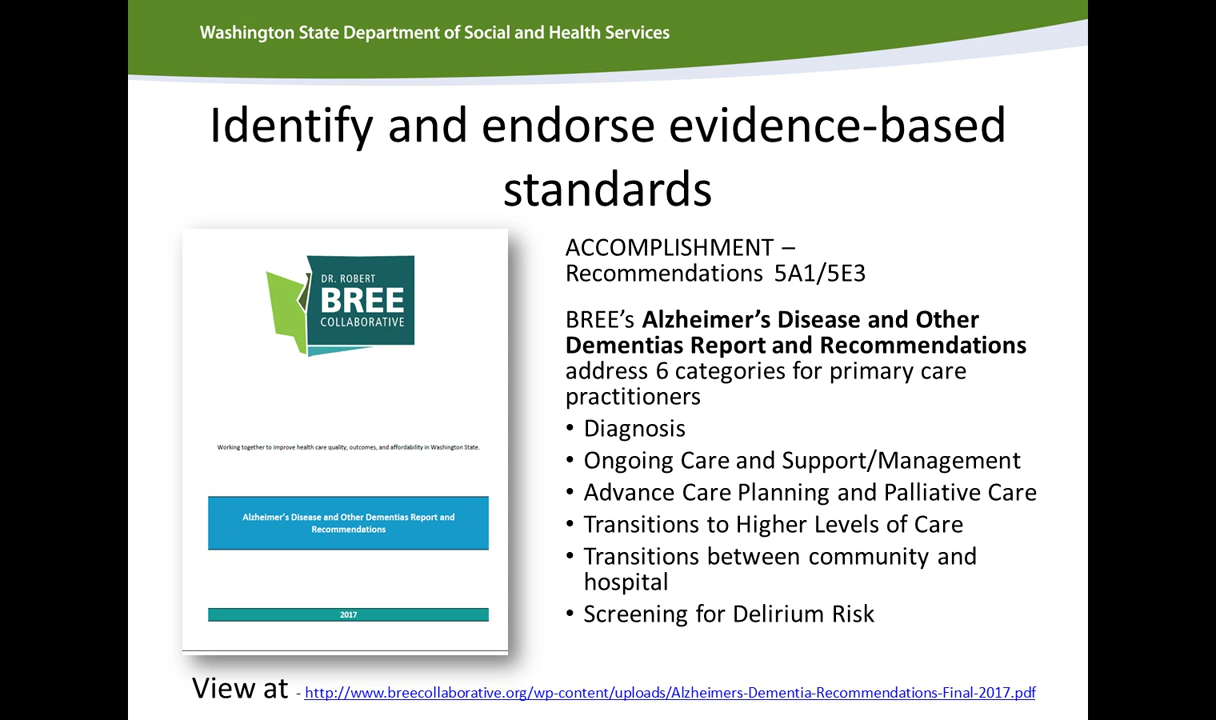 Washington State Department of Social and Health Services
Identify and endorse evidence-based
standards
DR. ROBERT
BREE
COLLABORATIVE
Working together to improve health care quality, outcomes, and affordability in Washington State.
Alzheimer's Disease and Other Dementias Report and
Recommendations
2017
ACCOMPLISHMENT –
Recommendations 5A1/5E3
BREE's Alzheimer's Disease and Other
Dementias Report and Recommendations
address 6 categories for primary care
practitioners
• Diagnosis
• Ongoing Care and Support/Management
• Advance Care Planning and Palliative Care
• Transitions to Higher Levels of Care
• Transitions between community and
hospital
• Screening for Delirium Risk
View at - http://www.breecollaborative.org/wp-content/uploads/Alzheimers-Dementia-Recommendations-Final-2017.pdf